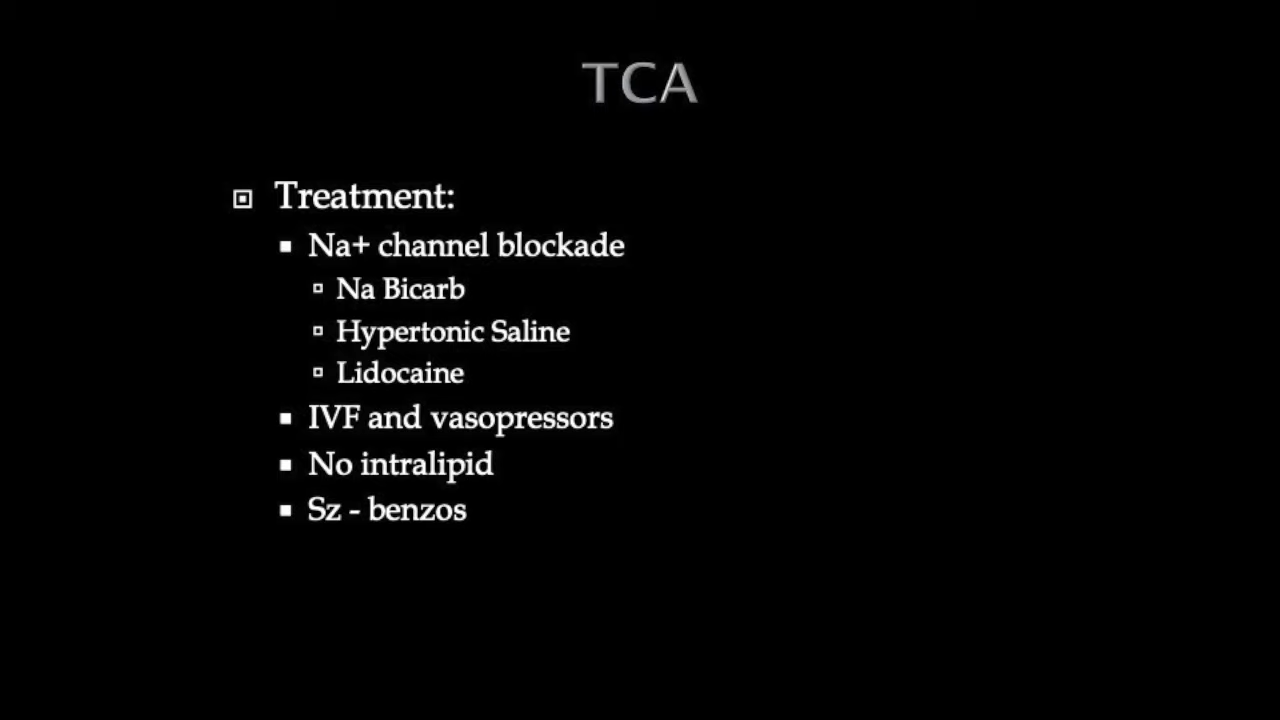 TCA
Treatment:
Na+ channel blockade
Na Bicarb
Hypertonic Saline
Lidocaine
IVF and vasopressors
No intralipid
Sz - benzos